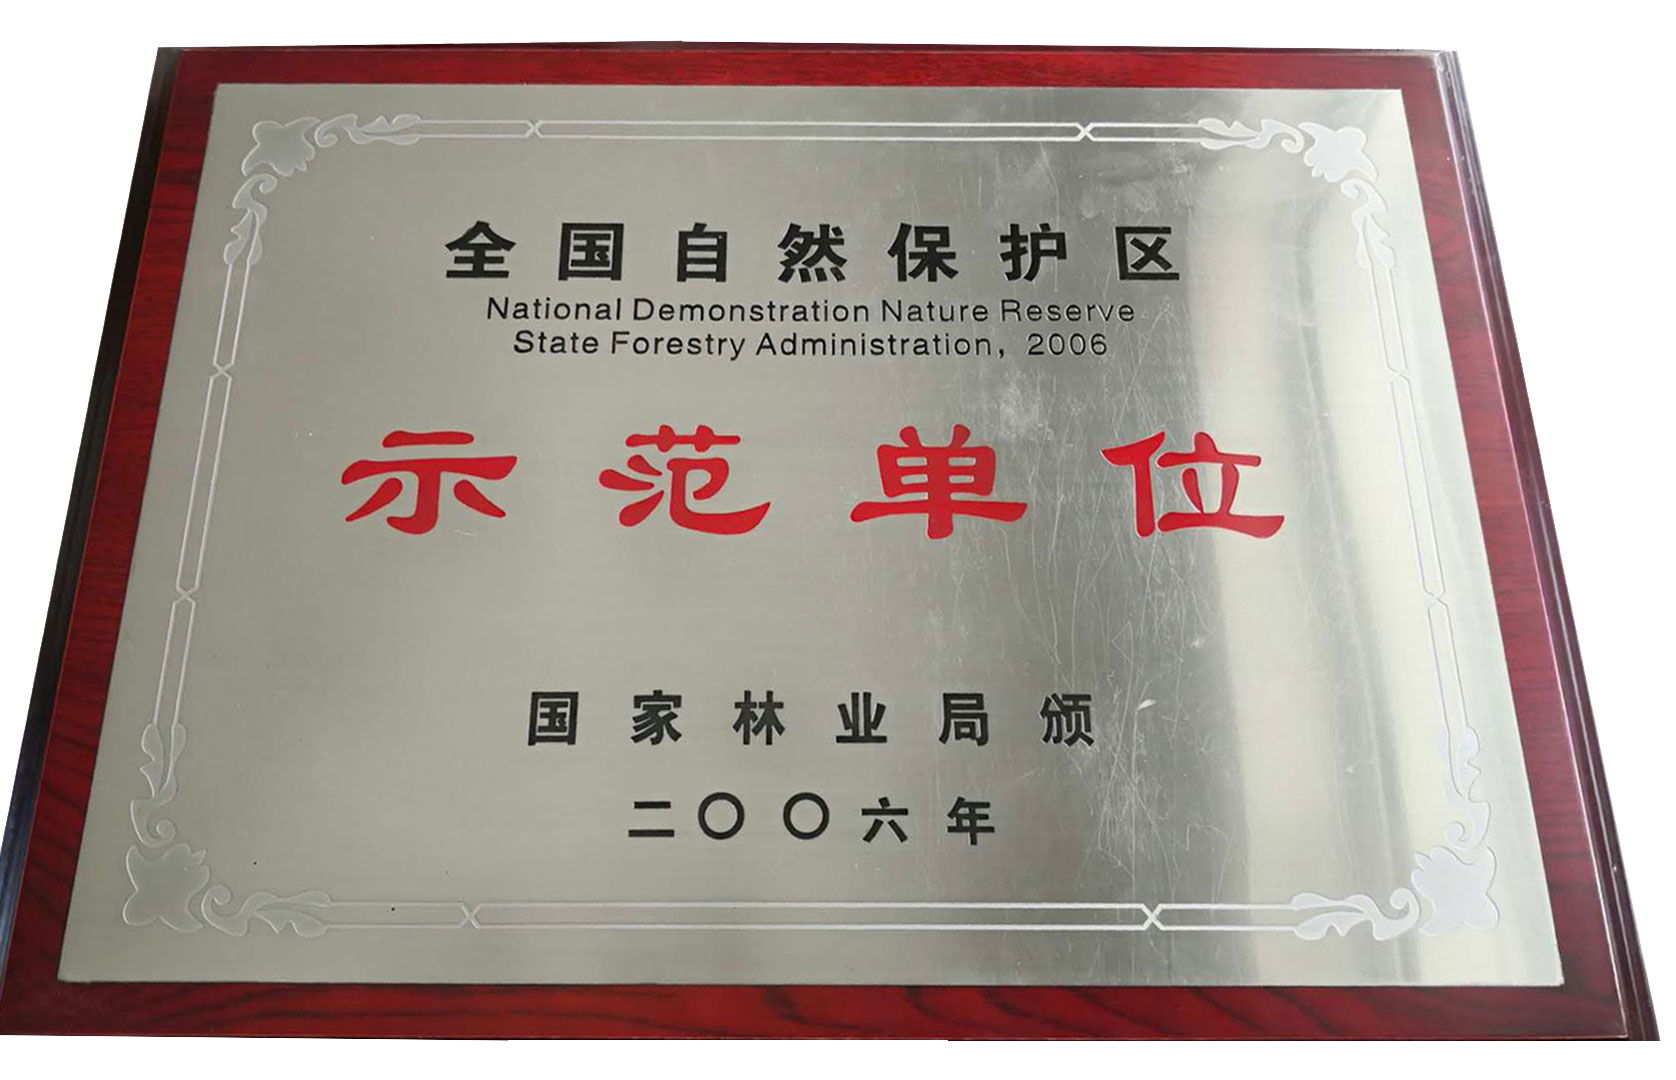 全国自然保护区
National Demonstration Nature Reserve
State Forestry Administration, 2006
示范单位
国家林业局颁
二〇〇六年